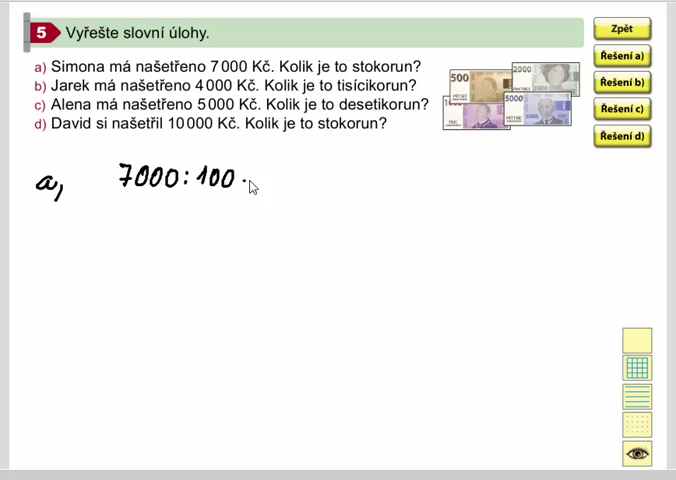 5 Vyřešte slovní úlohy.
a) Simona má našetřeno 7 000 Kč. Kolik je to stokorun?
b) Jarek má našetřeno 4 000 Kč. Kolik je to tisícikorun?
c) Alena má našetřeno 5 000 Kč. Kolik je to desetikorun?
d) David si našetřil 10 000 Kč. Kolik je to stokorun?
500
2000
5000
Zpět
Řešení a)
Řešení b)
Řešení c)
Řešení d)
a, 7000 : 100